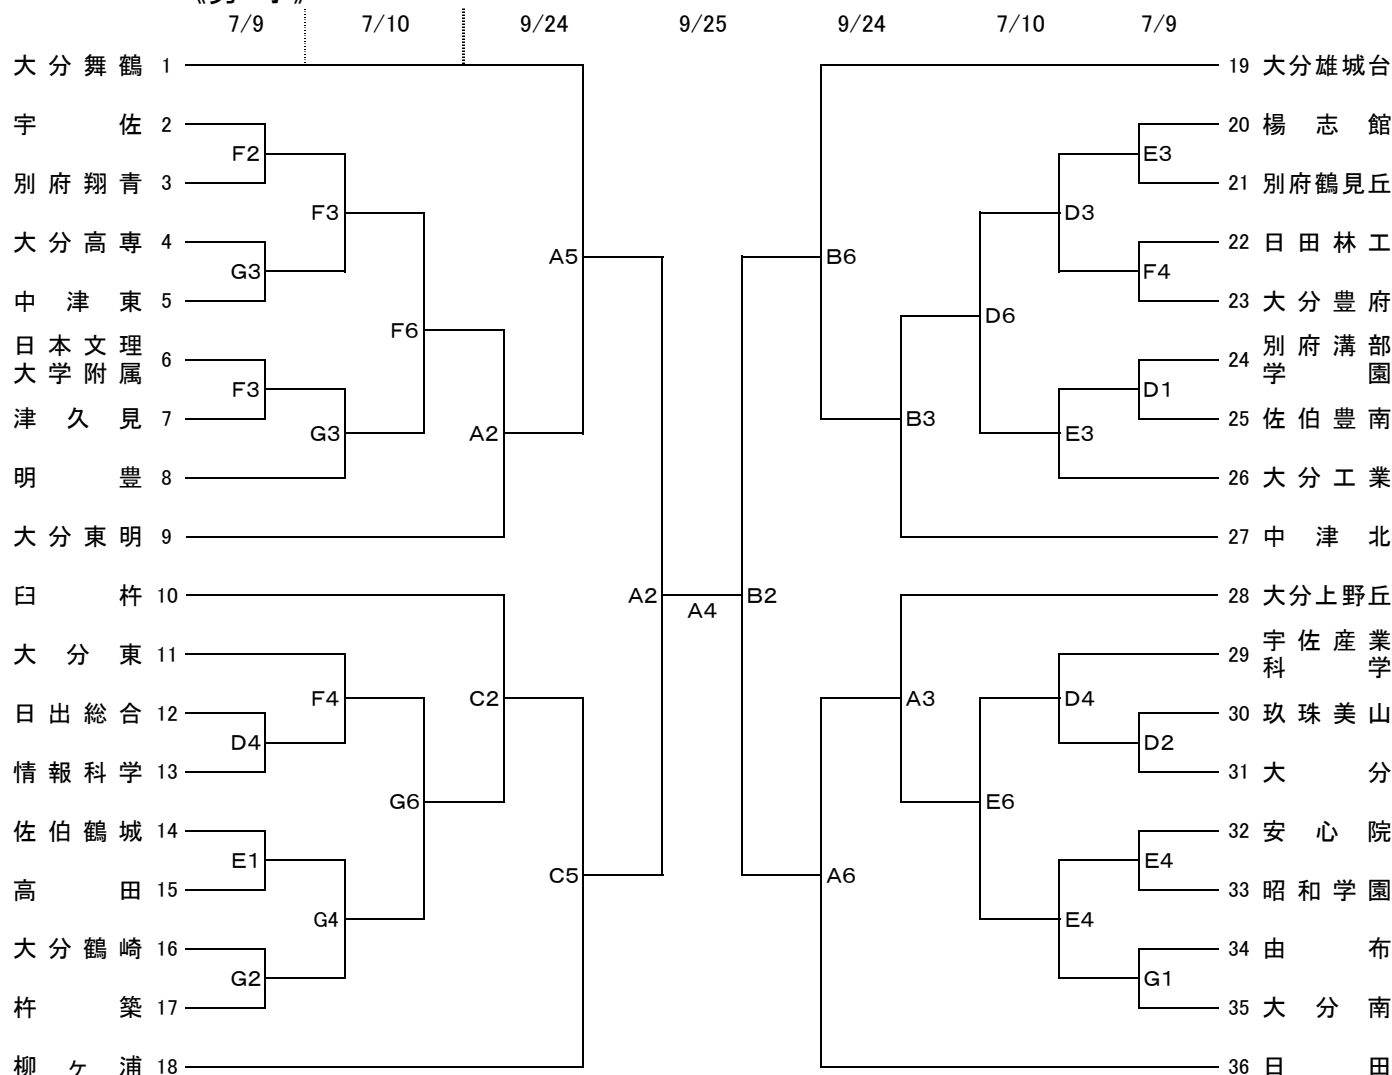 7/9 7/10 9/24 9/25 9/24 7/10 7/9
大分舞鶴 1
宇佐 2
F2
別府翔青 3
F3
大分高専 4
G3
中津東 5
F6
日本文理
大学附属 6
F3
津久見 7
G3
明豊 8
A2
大分東明 9
A5
臼杵 10
大分東 11
F4
日出総合 12
D4
情報科学 13
C2
G6
佐伯鶴城 14
E1
高田 15
G4
大分鶴崎 16
G2
杵築 17
C5
柳ヶ浦 18
A2
A4
B2
19 大分雄城台
20 楊志館
E3
21 別府鶴見丘
D3
22 日田林工
F4
23 大分豊府
B6
D6
24 別府溝部
学園
D1
25 佐伯豊南
B3
E3
26 大分工業
27 中津北
28 大分上野丘
29 宇佐産業
科学
A3
D4
30 玖珠美山
D2
31 大分
E6
32 安心院
E4
33 昭和学園
A6
E4
34 由布
G1
35 大分南
36 日田